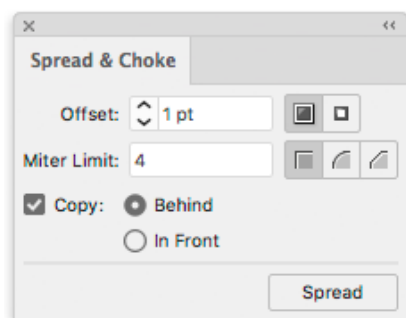 Spread & Choke
Offset: 1 pt
Miter Limit: 4
Copy: Behind
In Front
Spread